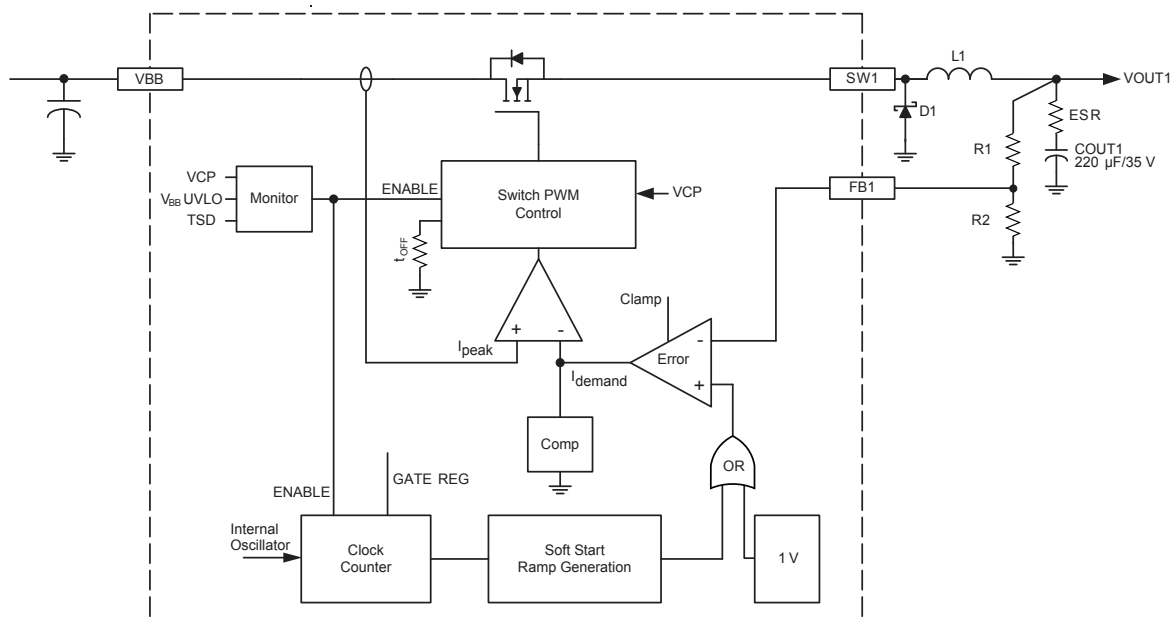 VBB
SW1
L1
VOUT1
D1
ESR
R1
COUT1
220 µF/35 V
VCP
VBB UVLO
TSD
Monitor
ENABLE
Switch PWM
Control
VCP
FB1
R2
tOFF
Clamp
+ -
Ipeak
Idemand
Error
-
+
Comp
OR
GATE REG
ENABLE
Internal
Oscillator
Clock
Counter
Soft Start
Ramp Generation
1 V